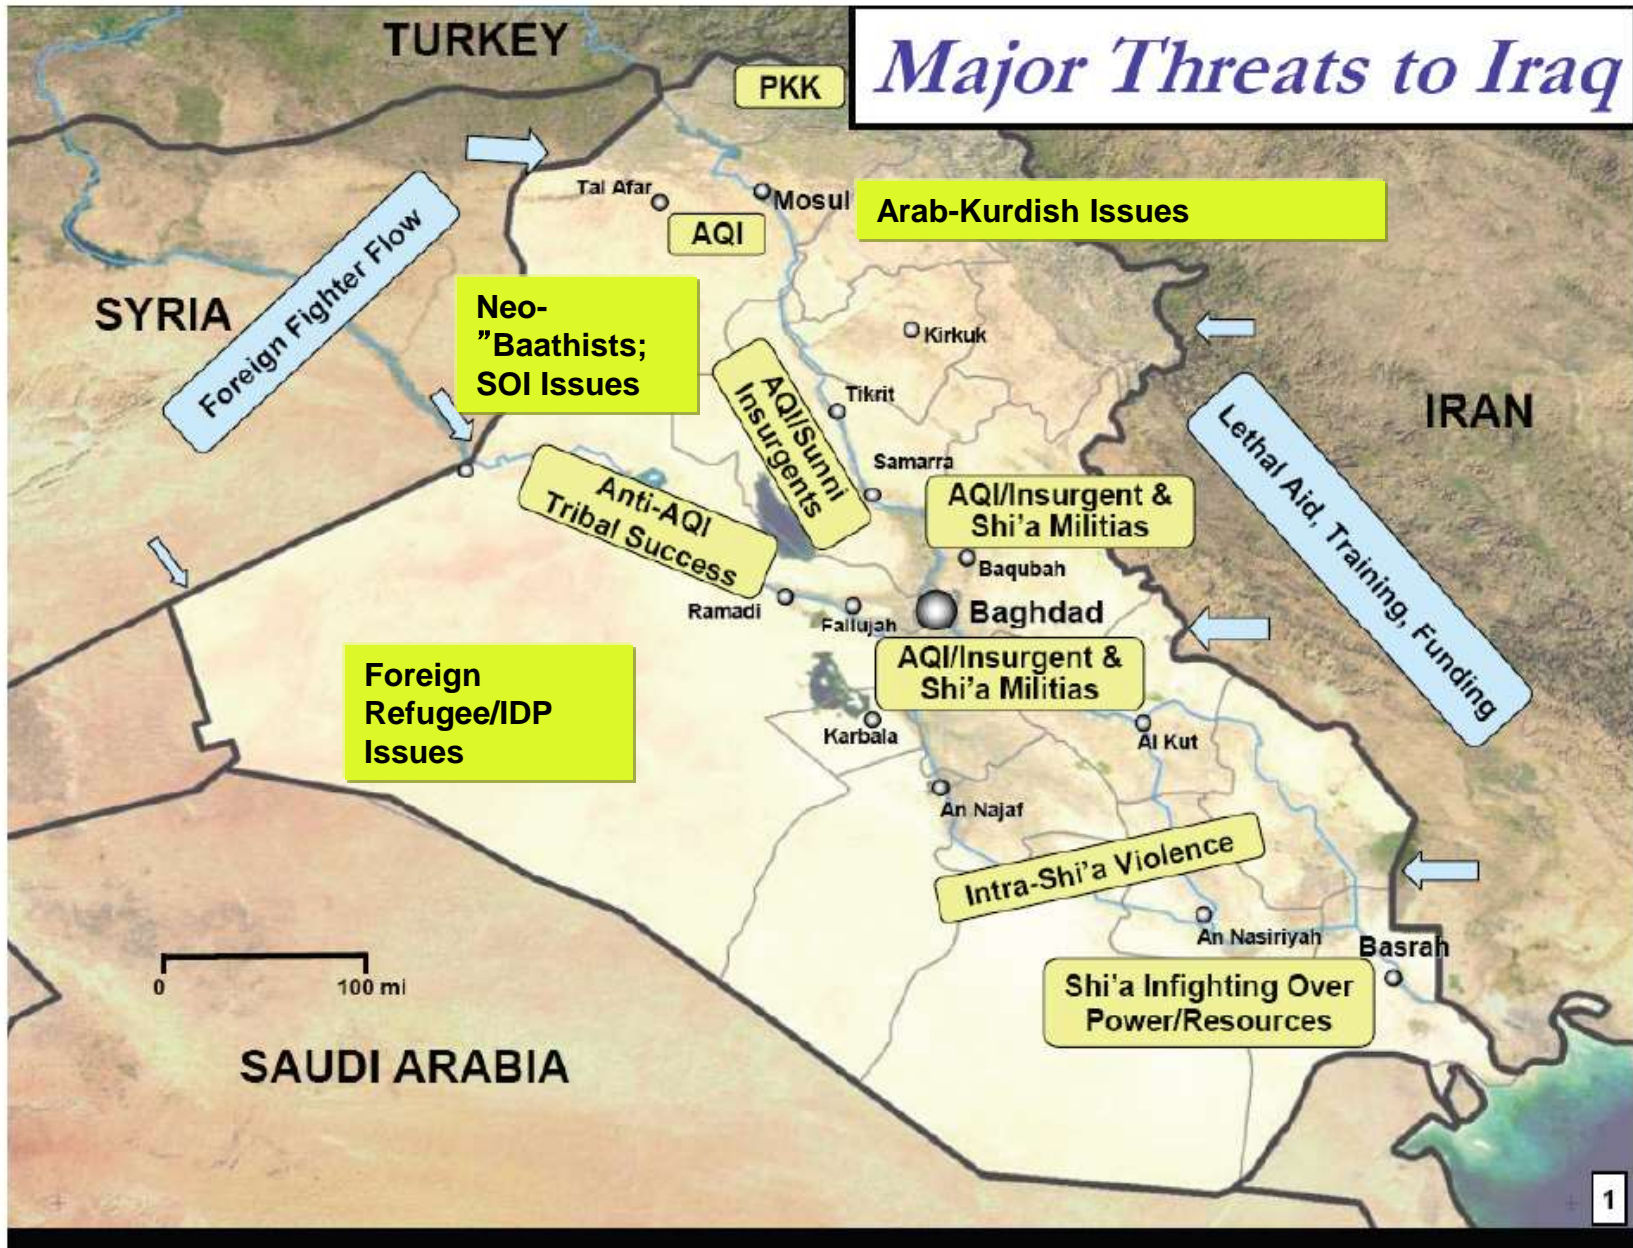 TURKEY
Major Threats to Iraq
PKK
Tal Afar
Mosul
Arab-Kurdish Issues
AQI
Foreign Fighter Flow
SYRIA
Neo-
”Baathists;
SOI Issues
Kirkuk
AQI/Sunni
Insurgents
Tikrit
IRAN
Lethal Aid, Training, Funding
Samarra
Anti-AQI
Tribal Success
AQI/Insurgent &
Shi'a Militias
Baqubah
Ramadi
Fallujah
Baghdad
AQI/Insurgent &
Shi'a Militias
Foreign
Refugee/IDP
Issues
Karbala
Al Kut
An Najaf
Intra-Shi'a Violence
An Nasiriyah
Basrah
0 100 mi
Shi'a Infighting Over
Power/Resources
SAUDI ARABIA
1